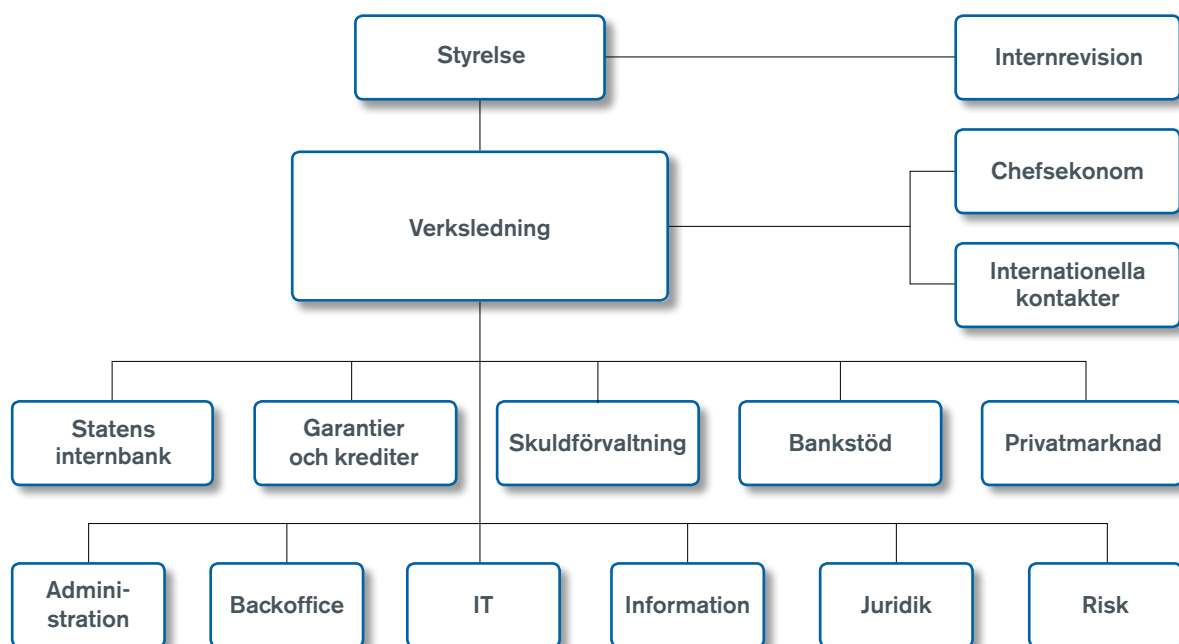 Styrelse
Internrevision
Chefsekonom
Verksledning
Internationella
kontakter
Statens
internbank
Garantier
och krediter
Skuldförvaltning
Bankstöd
Privatmarknad
Admini-
stration
Backoffice
IT
Information
Juridik
Risk